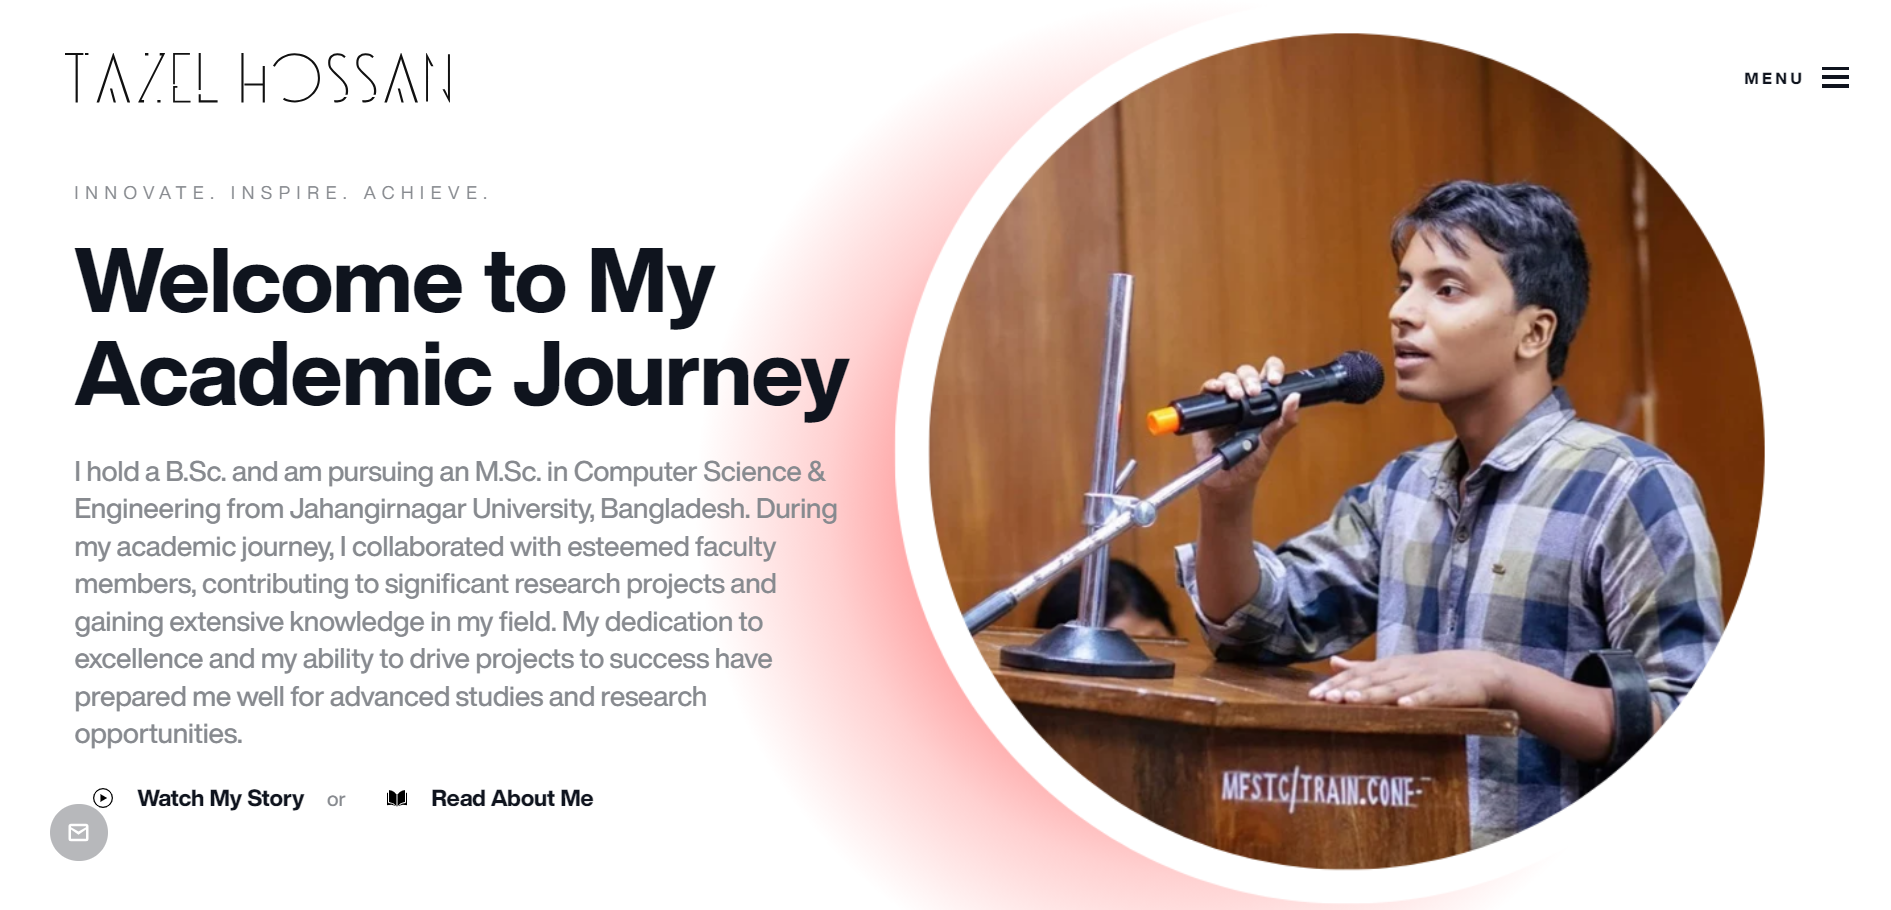 TAZEL HOSSAN
MENU
INNOVATE. INSPIRE. ACHIEVE.
Welcome to My
Academic Journey
I hold a B.Sc. and am pursuing an M.Sc. in Computer Science &
Engineering from Jahangirnagar University, Bangladesh. During
my academic journey, I collaborated with esteemed faculty
members, contributing to significant research projects and
gaining extensive knowledge in my field. My dedication to
excellence and my ability to drive projects to success have
prepared me well for advanced studies and research
opportunities.
Watch My Story or Read About Me
MFSTC/TRAIN.CONF-